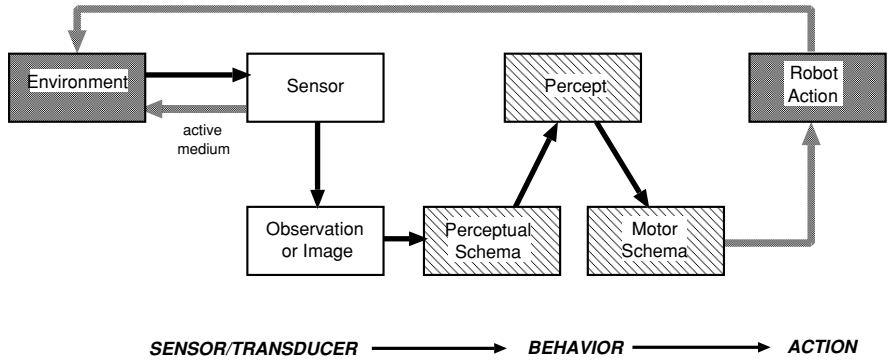 Environment
Sensor
Percept
Robot
Action
active
medium
Observation
or Image
Perceptual
Schema
Motor
Schema
SENSOR/TRANSDUCER
BEHAVIOR
ACTION